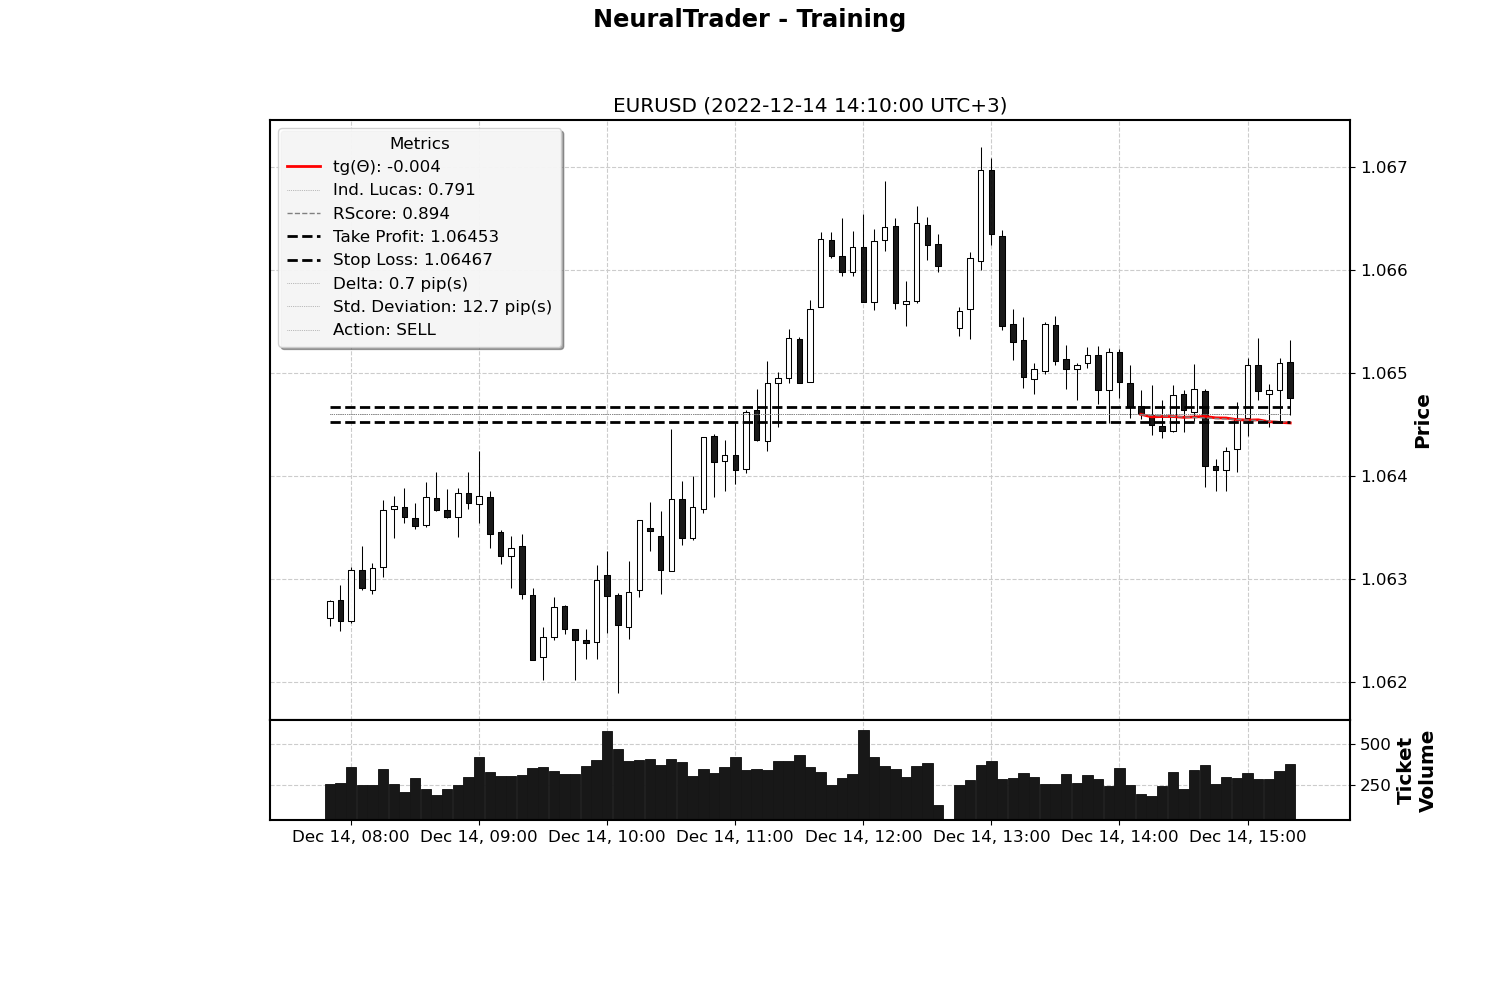 NeuralTrader - Training
EURUSD (2022-12-14 14:10:00 UTC+3)
Metrics
tg(Θ): -0.004
Ind. Lucas: 0.791
RScore: 0.894
Take Profit: 1.06453
Stop Loss: 1.06467
Delta: 0.7 pip(s)
Std. Deviation: 12.7 pip(s)
Action: SELL
1.067
1.066
1.065
1.064
1.063
1.062
Price
500
250
Ticket
Volume
Dec 14, 08:00 Dec 14, 09:00 Dec 14, 10:00 Dec 14, 11:00 Dec 14, 12:00 Dec 14, 13:00 Dec 14, 14:00 Dec 14, 15:00